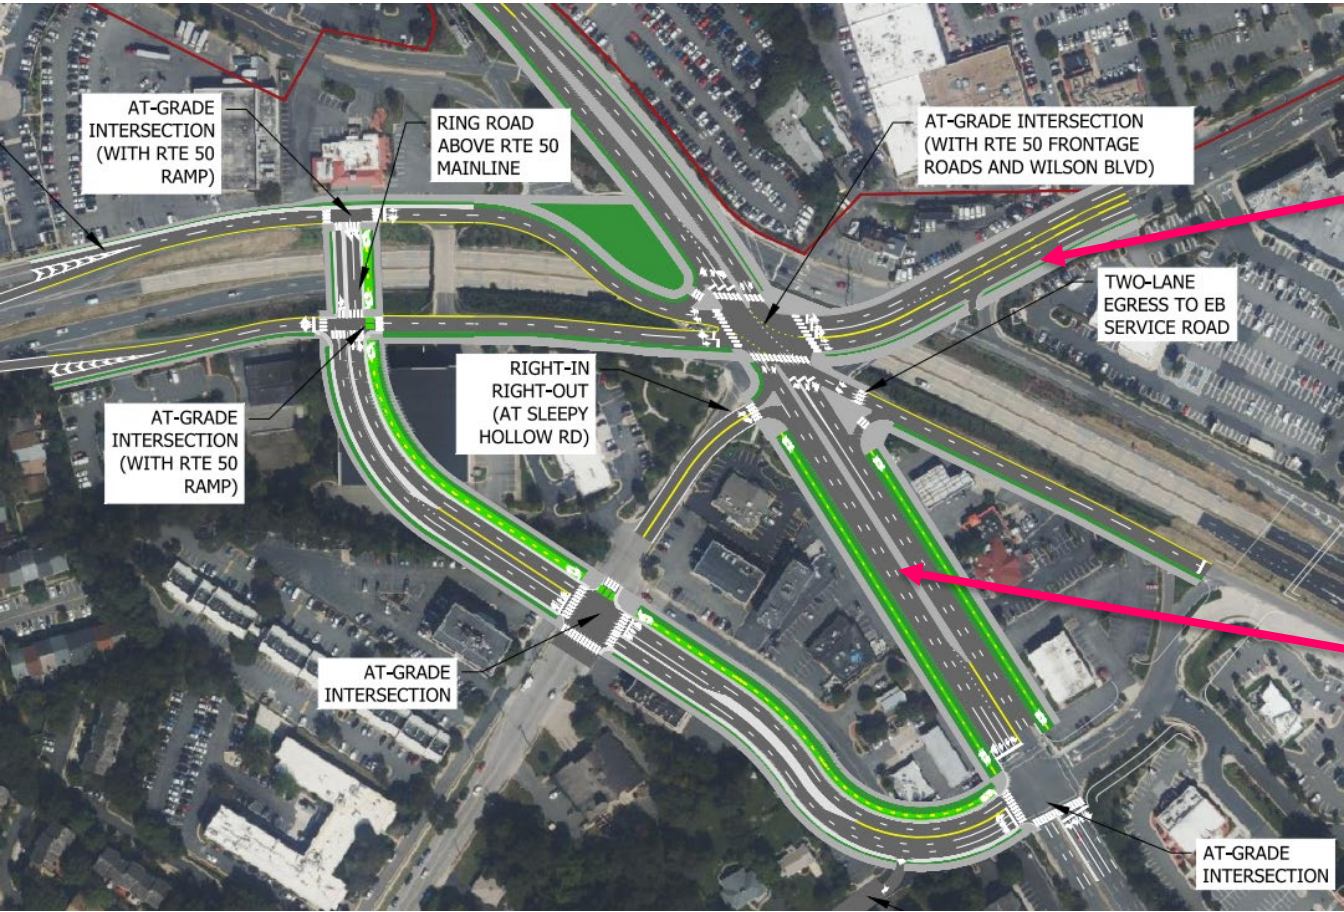 AT-GRADE
INTERSECTION
(WITH RTE 50
RAMP)
RING ROAD
ABOVE RTE 50
MAINLINE
AT-GRADE INTERSECTION
(WITH RTE 50 FRONTAGE
ROADS AND WILSON BLVD)
TWO-LANE
EGRESS TO EB
SERVICE ROAD
RIGHT-IN
RIGHT-OUT
(AT SLEEPY
HOLLOW RD)
AT-GRADE
INTERSECTION
(WITH RTE 50
RAMP)
AT-GRADE
INTERSECTION
AT-GRADE
INTERSECTION